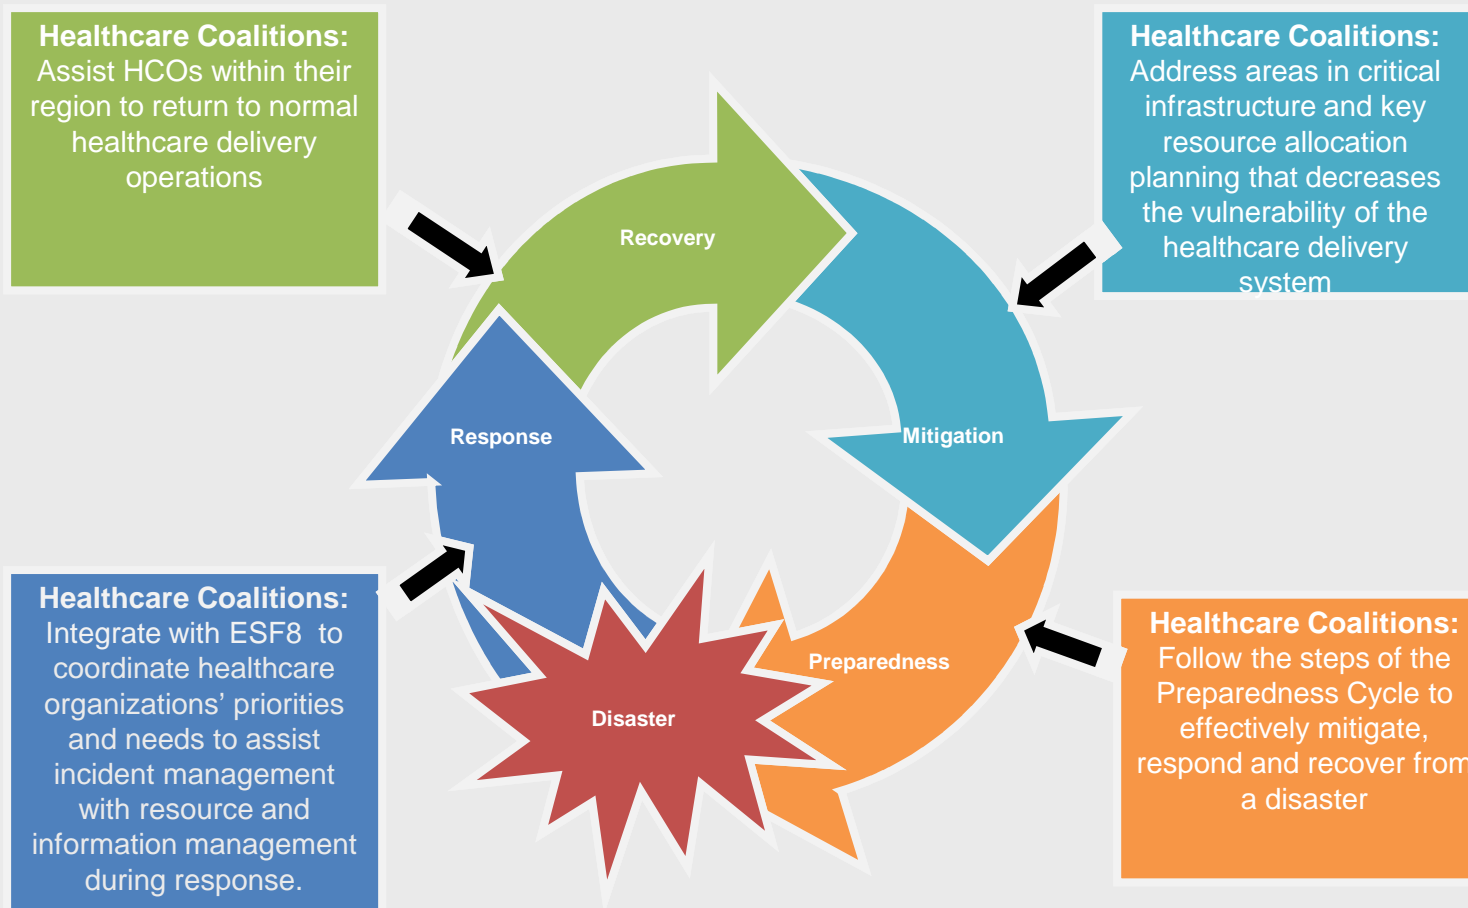 Healthcare Coalitions:
Assist HCOs within their
region to return to normal
healthcare delivery
operations
Healthcare Coalitions:
Address areas in critical
infrastructure and key
resource allocation
planning that decreases
the vulnerability of the
healthcare delivery
system
Recovery
Response
Mitigation
Healthcare Coalitions:
Integrate with ESF8  to
coordinate healthcare
organizations’ priorities
and needs to assist
incident management
with resource and
information management
during response.
Disaster
Preparedness
Healthcare Coalitions:
Follow the steps of the
Preparedness Cycle to
effectively mitigate,
respond and recover from
a disaster